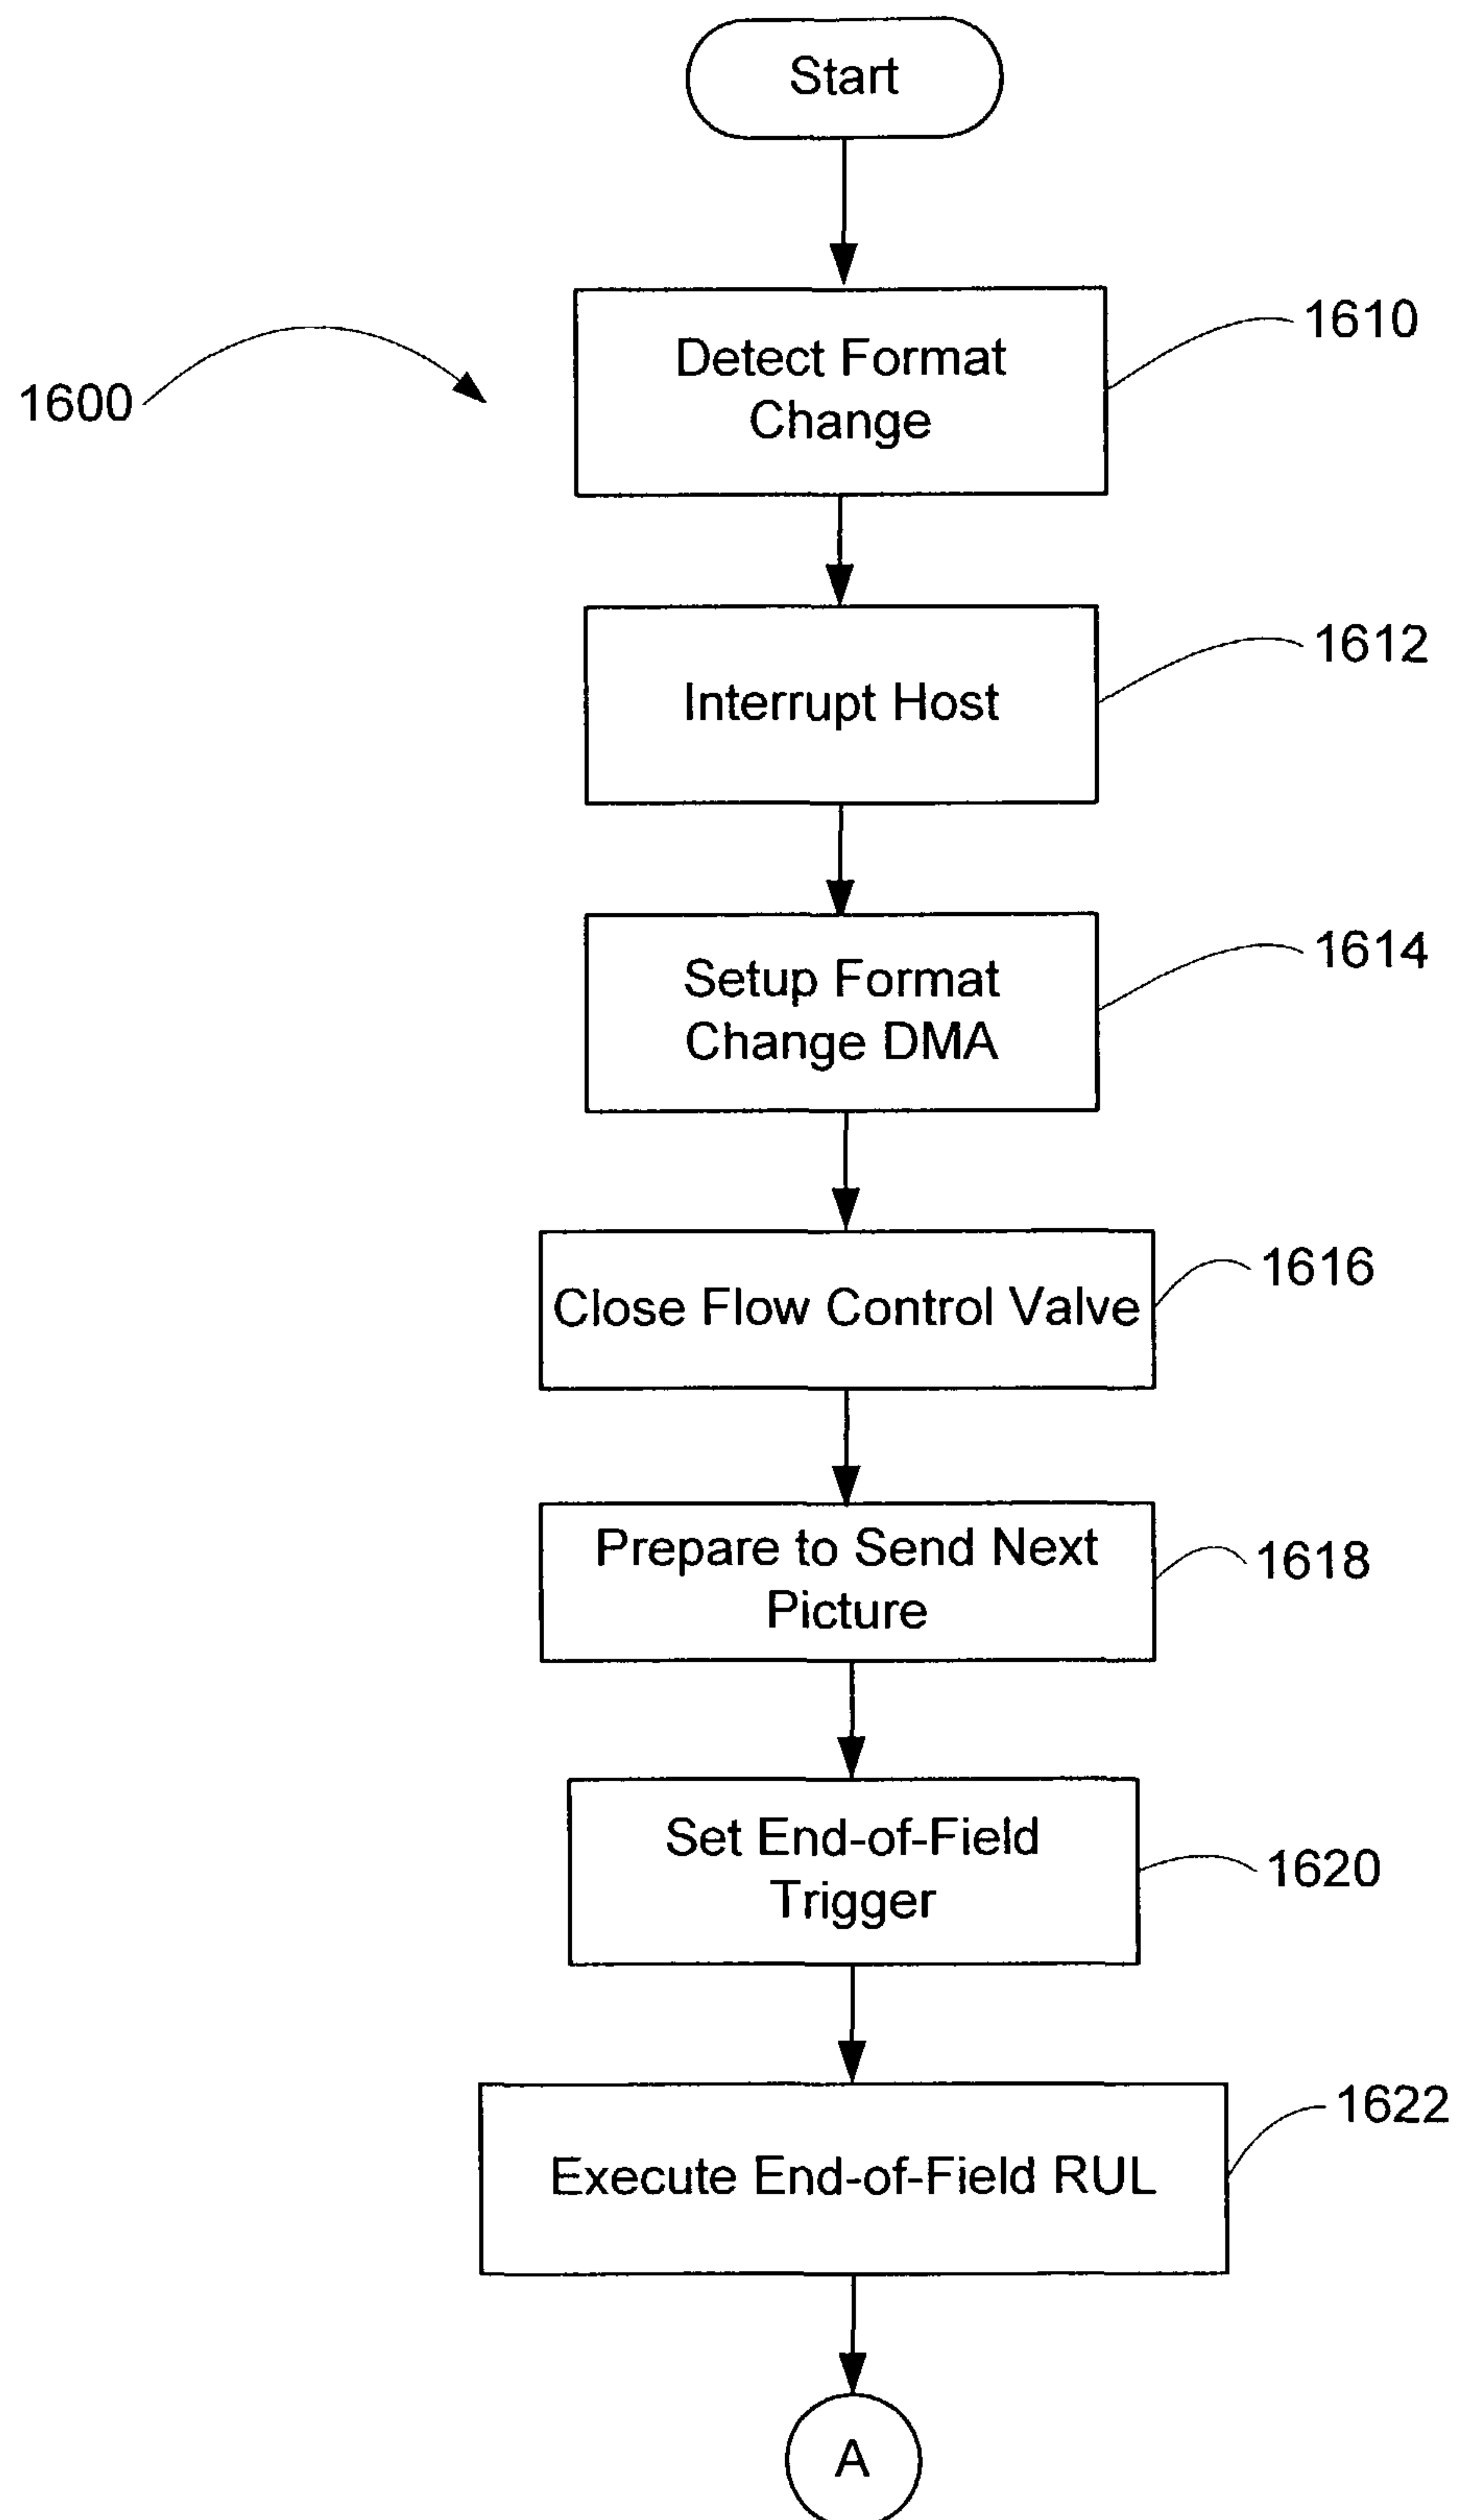 Start
1600
Detect Format
Change
1610
Interrupt Host
1612
Setup Format
Change DMA
1614
Close Flow Control Valve
1616
Prepare to Send Next
Picture
1618
Set End-of-Field
Trigger
1620
Execute End-of-Field RUL
1622
A